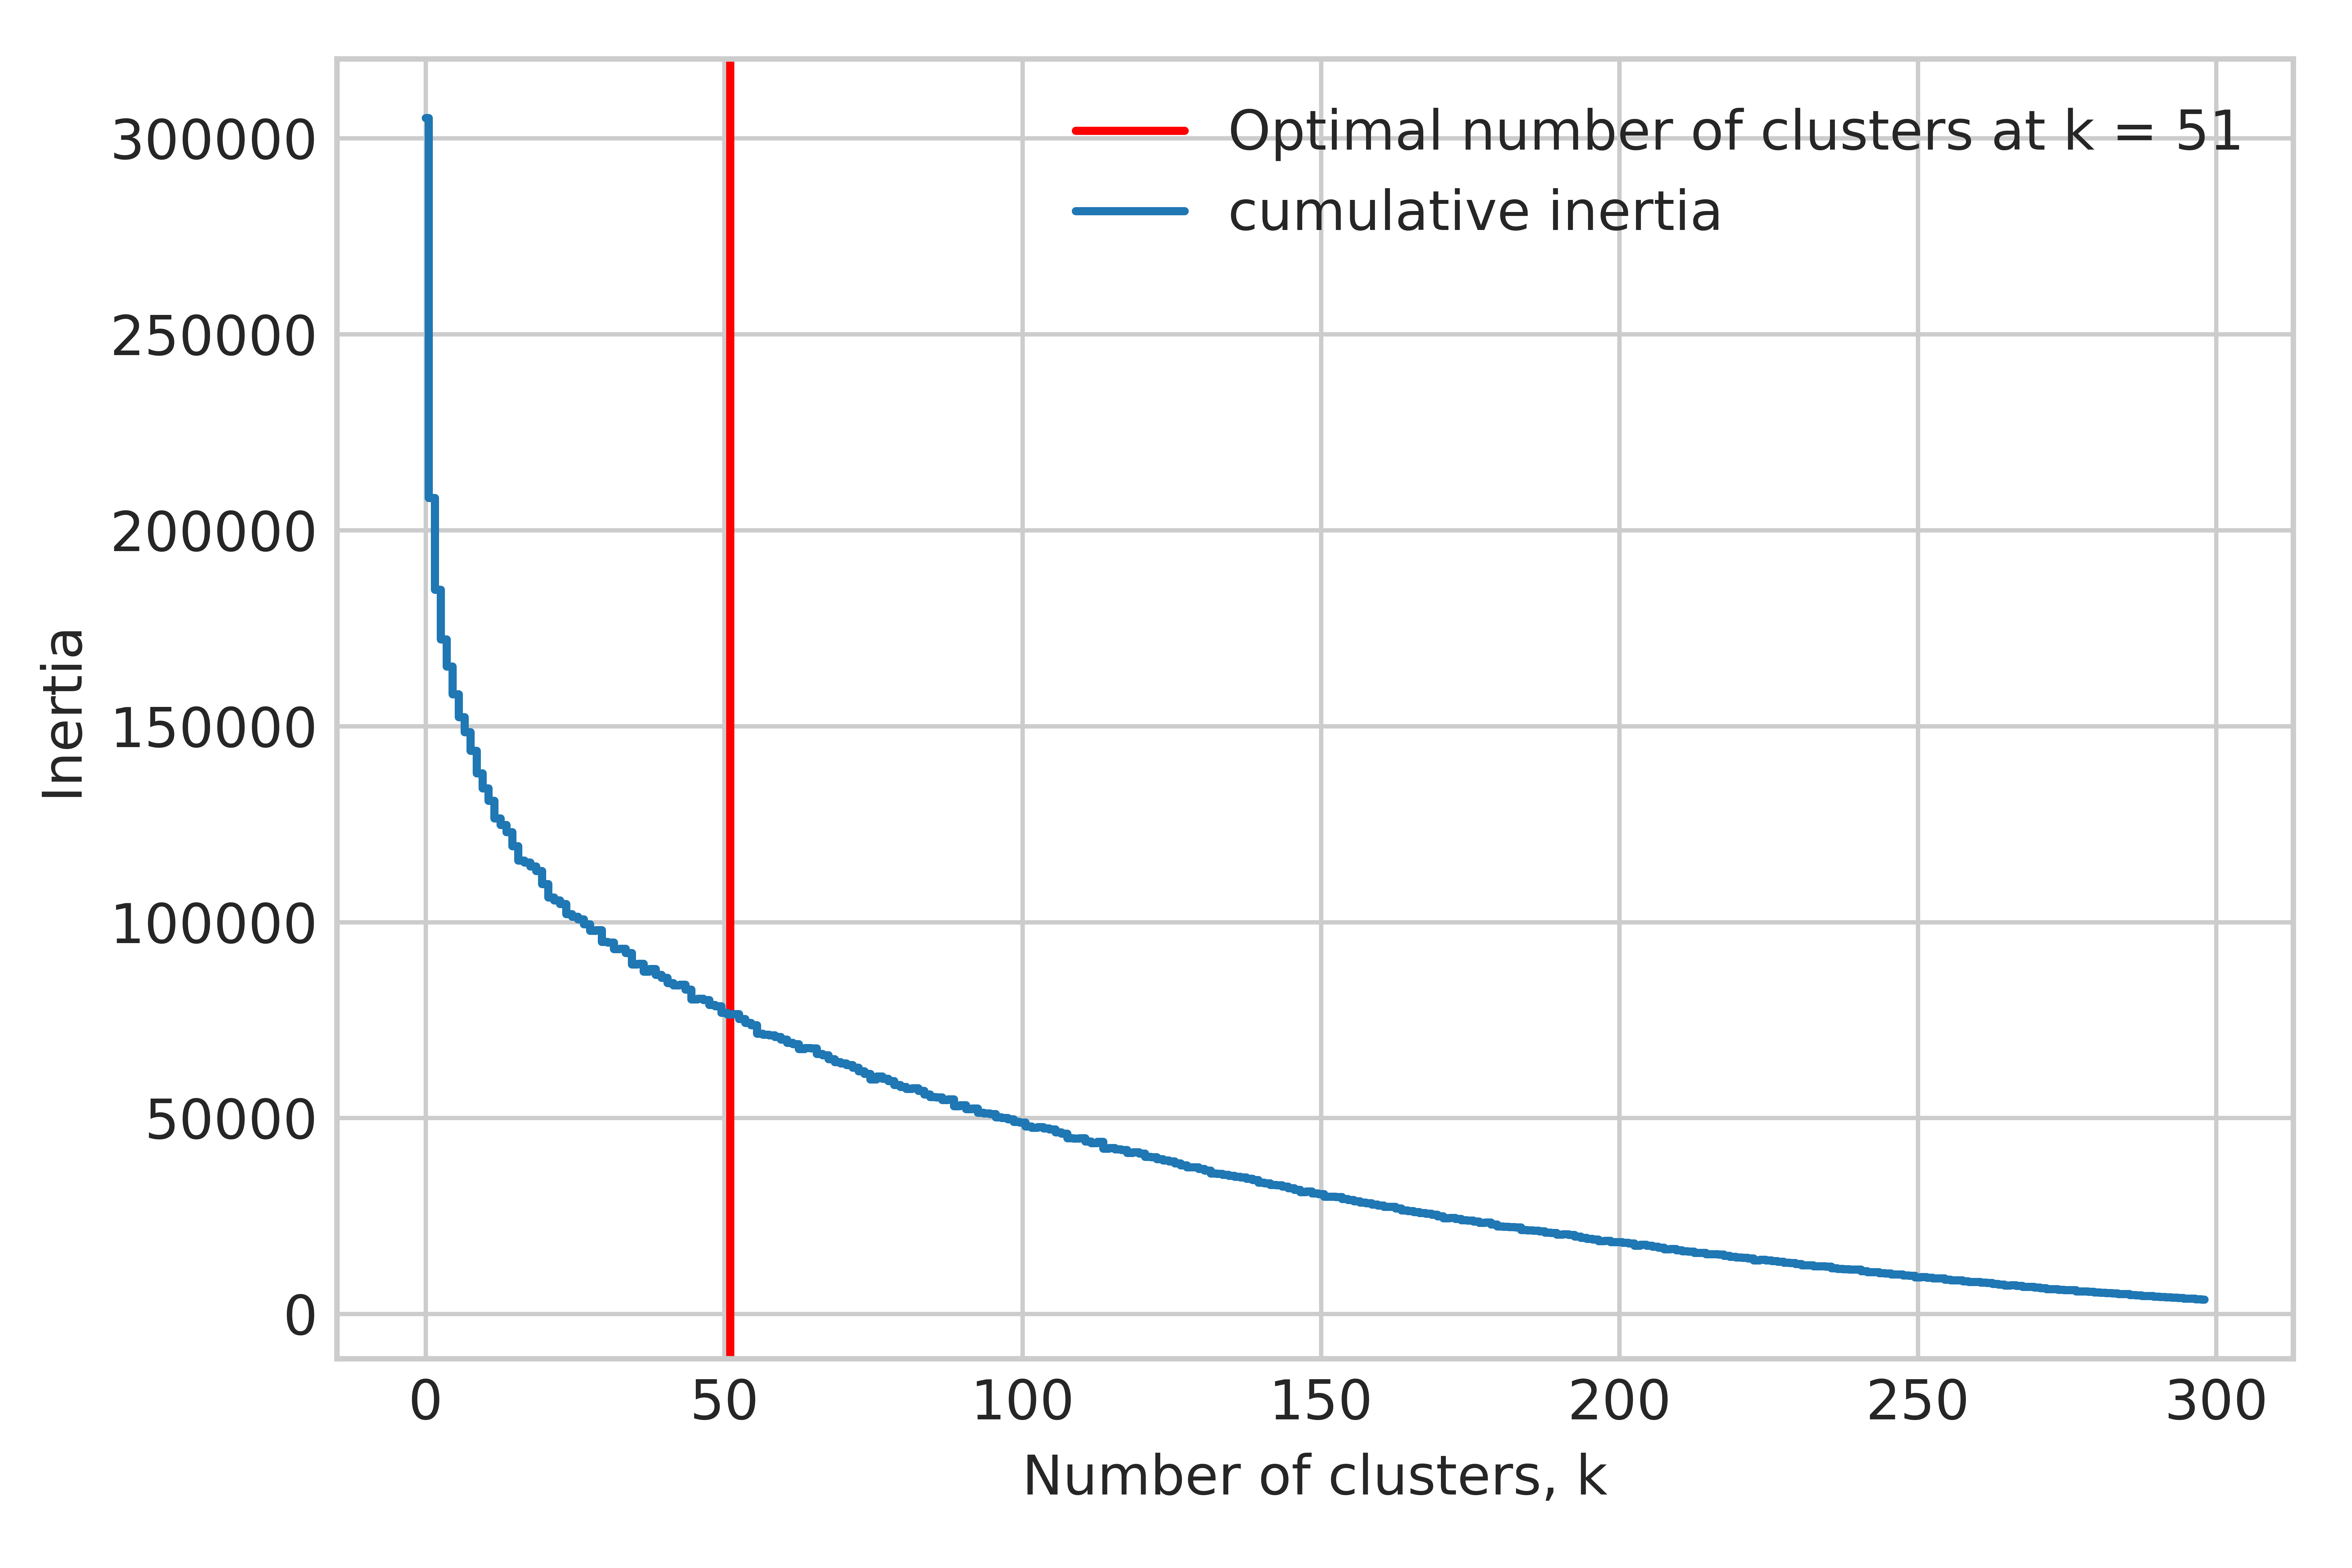 Optimal number of clusters at k = 51
cumulative inertia
300000
250000
200000
150000
100000
50000
0
Inertia
0 50 100 150 200 250 300
Number of clusters, k